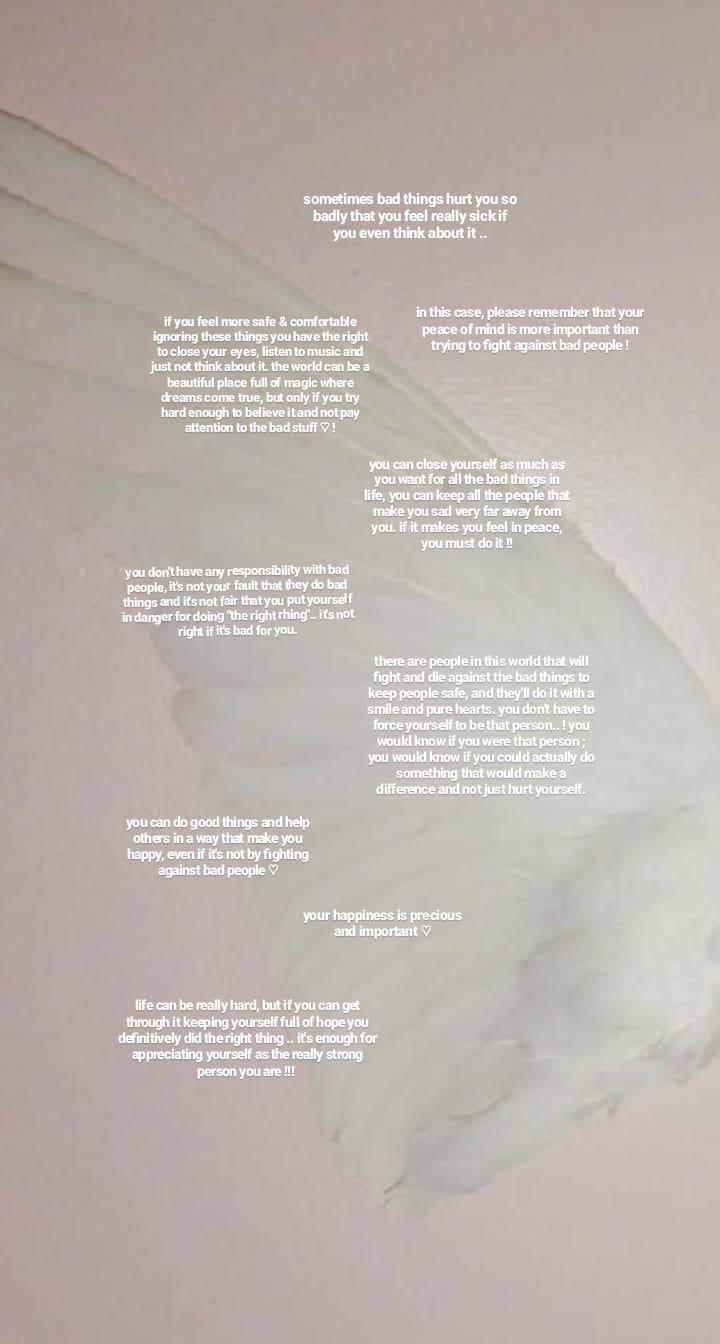 sometimes bad things hurt you so
badly that you feel really sick if
you even think about it ..
in this case, please remember that your
peace of mind is more important than
trying to fight against bad people !
if you feel more safe & comfortable
ignoring these things you have the right
to close your eyes, listen to music and
just not think about it. the world can be a
beautiful place full of magic where
dreams come true, but only if you try
hard enough to believe it and not pay
attention to the bad stuff ♡ !
you can close yourself as much as
you want for all the bad things in
life, you can keep all the people that
make you sad very far away from
you. if it makes you feel in peace,
you must do it !!
you don't have any responsibility with bad
people, it's not your fault that they do bad
things and it's not fair that you put yourself
in danger for doing "the right rhing".. it's not
right if it's bad for you.
there are people in this world that will
fight and die against the bad things to
keep people safe, and they'll do it with a
smile and pure hearts. you don't have to
force yourself to be that person.. ! you
would know if you were that person ;
you would know if you could actually do
something that would make a
difference and not just hurt yourself.
you can do good things and help
others in a way that make you
happy, even if it's not by fighting
against bad people ♡
your happiness is precious
and important ♡
life can be really hard, but if you can get
through it keeping yourself full of hope you
definitively did the right thing .. it's enough for
appreciating yourself as the really strong
person you are !!!